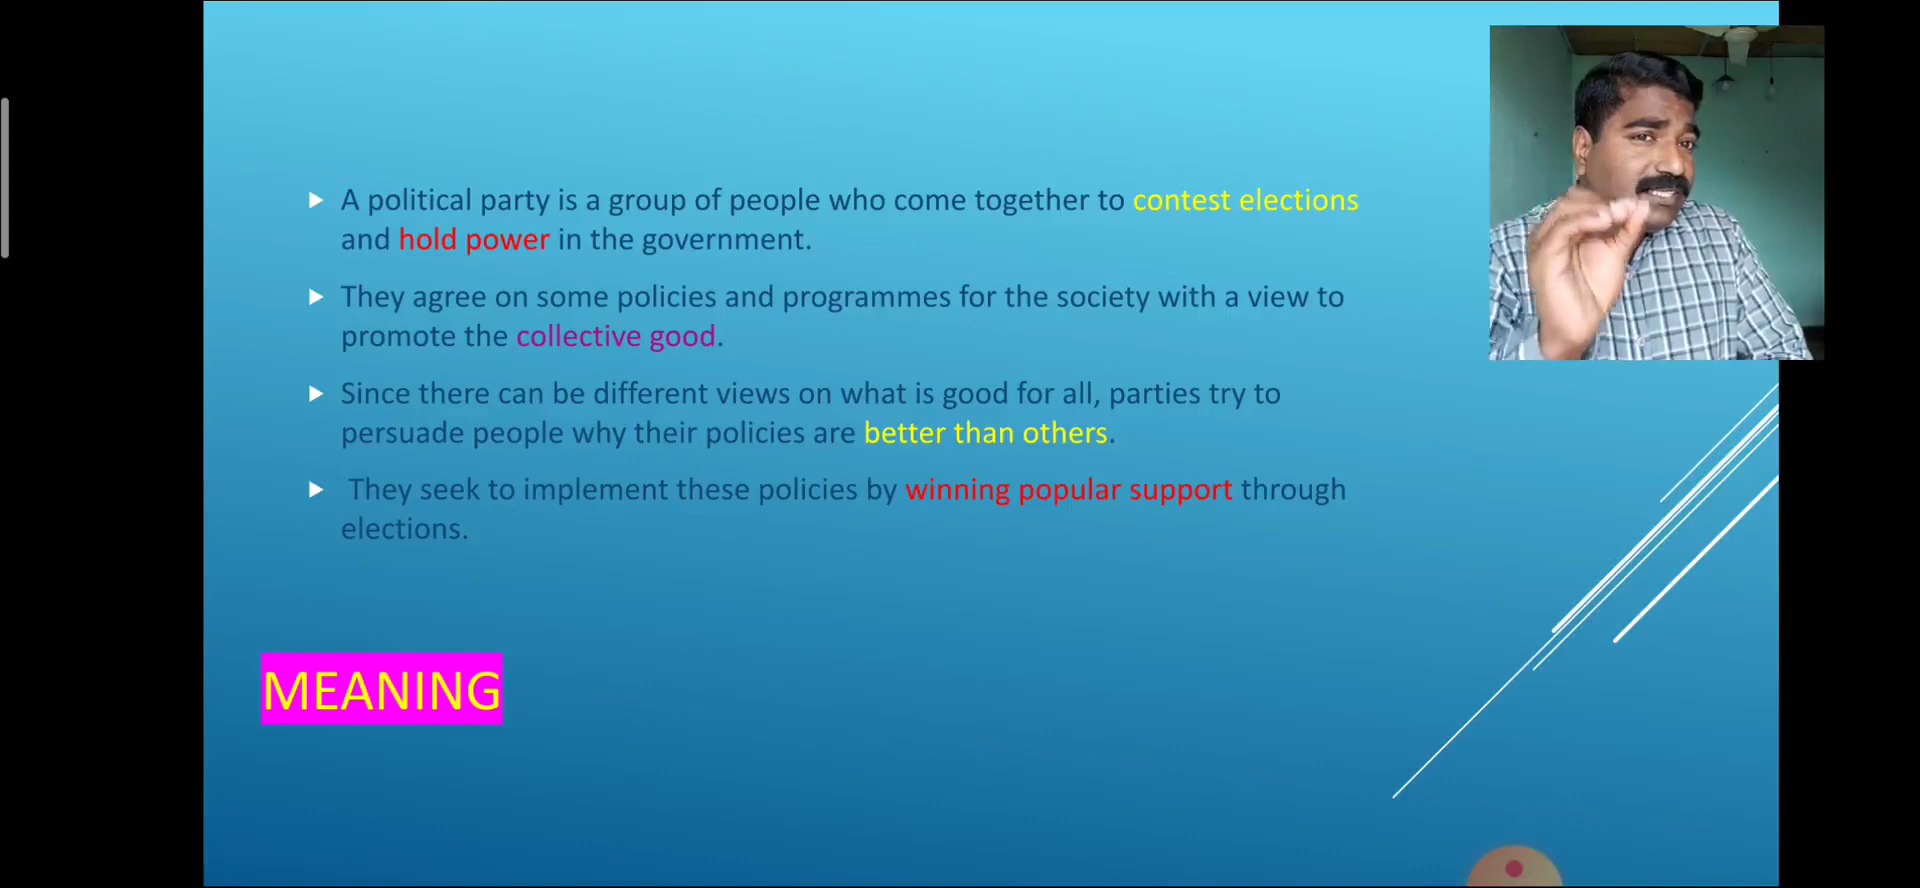 A political party is a group of people who come together to contest elections
and hold power in the government.
They agree on some policies and programmes for the society with a view to
promote the collective good.
Since there can be different views on what is good for all, parties try to
persuade people why their policies are better than others.
They seek to implement these policies by winning popular support through
elections.
MEANING